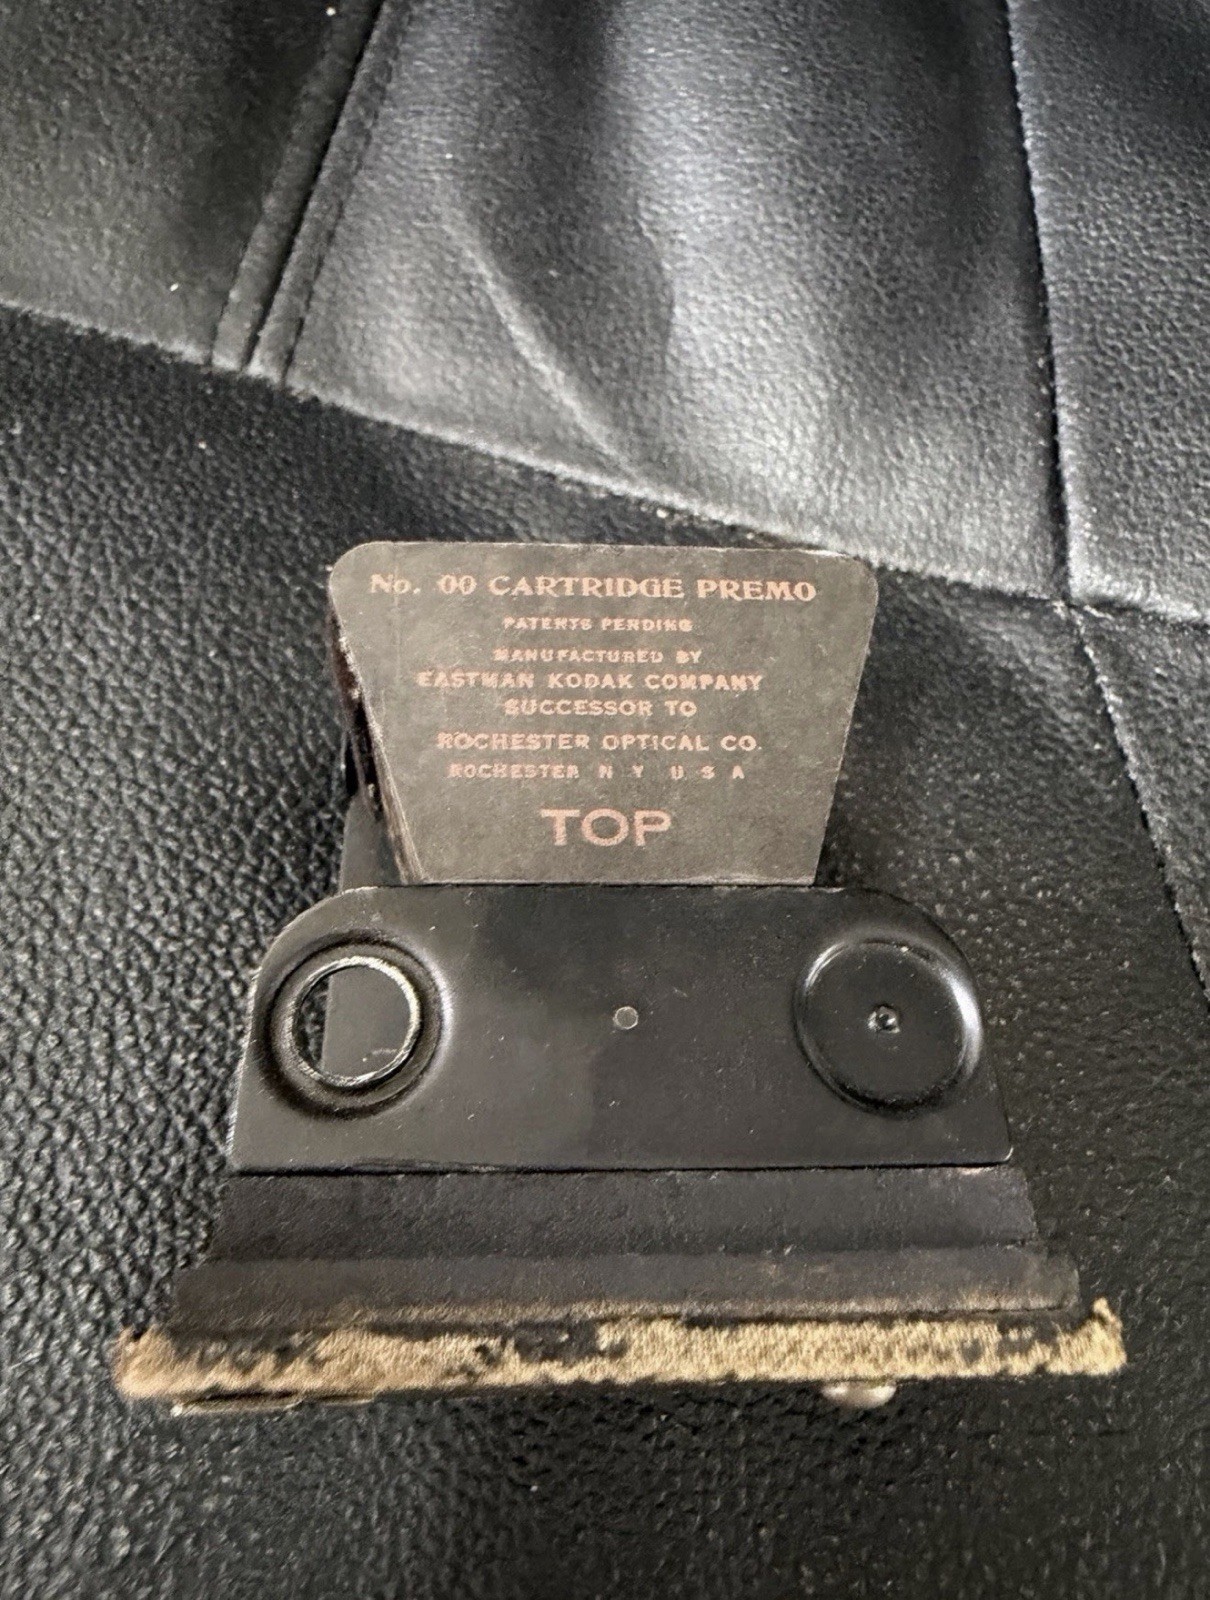 No. 00 CARTRIDGE PREMO
PATENTS PENDING
MANUFACTURED BY
EASTMAN KODAK COMPANY
SUCCESSOR TO
ROCHESTER OPTICAL CO.
ROCHESTER N Y U S A
TOP